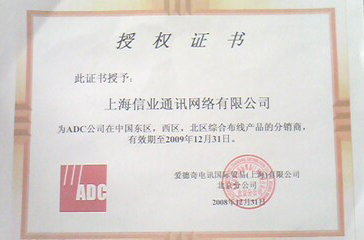 授权证书
此证书授予：
上海信业通讯网络有限公司
为ADC公司在中国东区，西区，北区综合布线产品的分销商，
有效期至2009年12月31日。
ADC
爱德奇电讯国际贸易(上海)有限公司
北京分公司
2008年12月31日